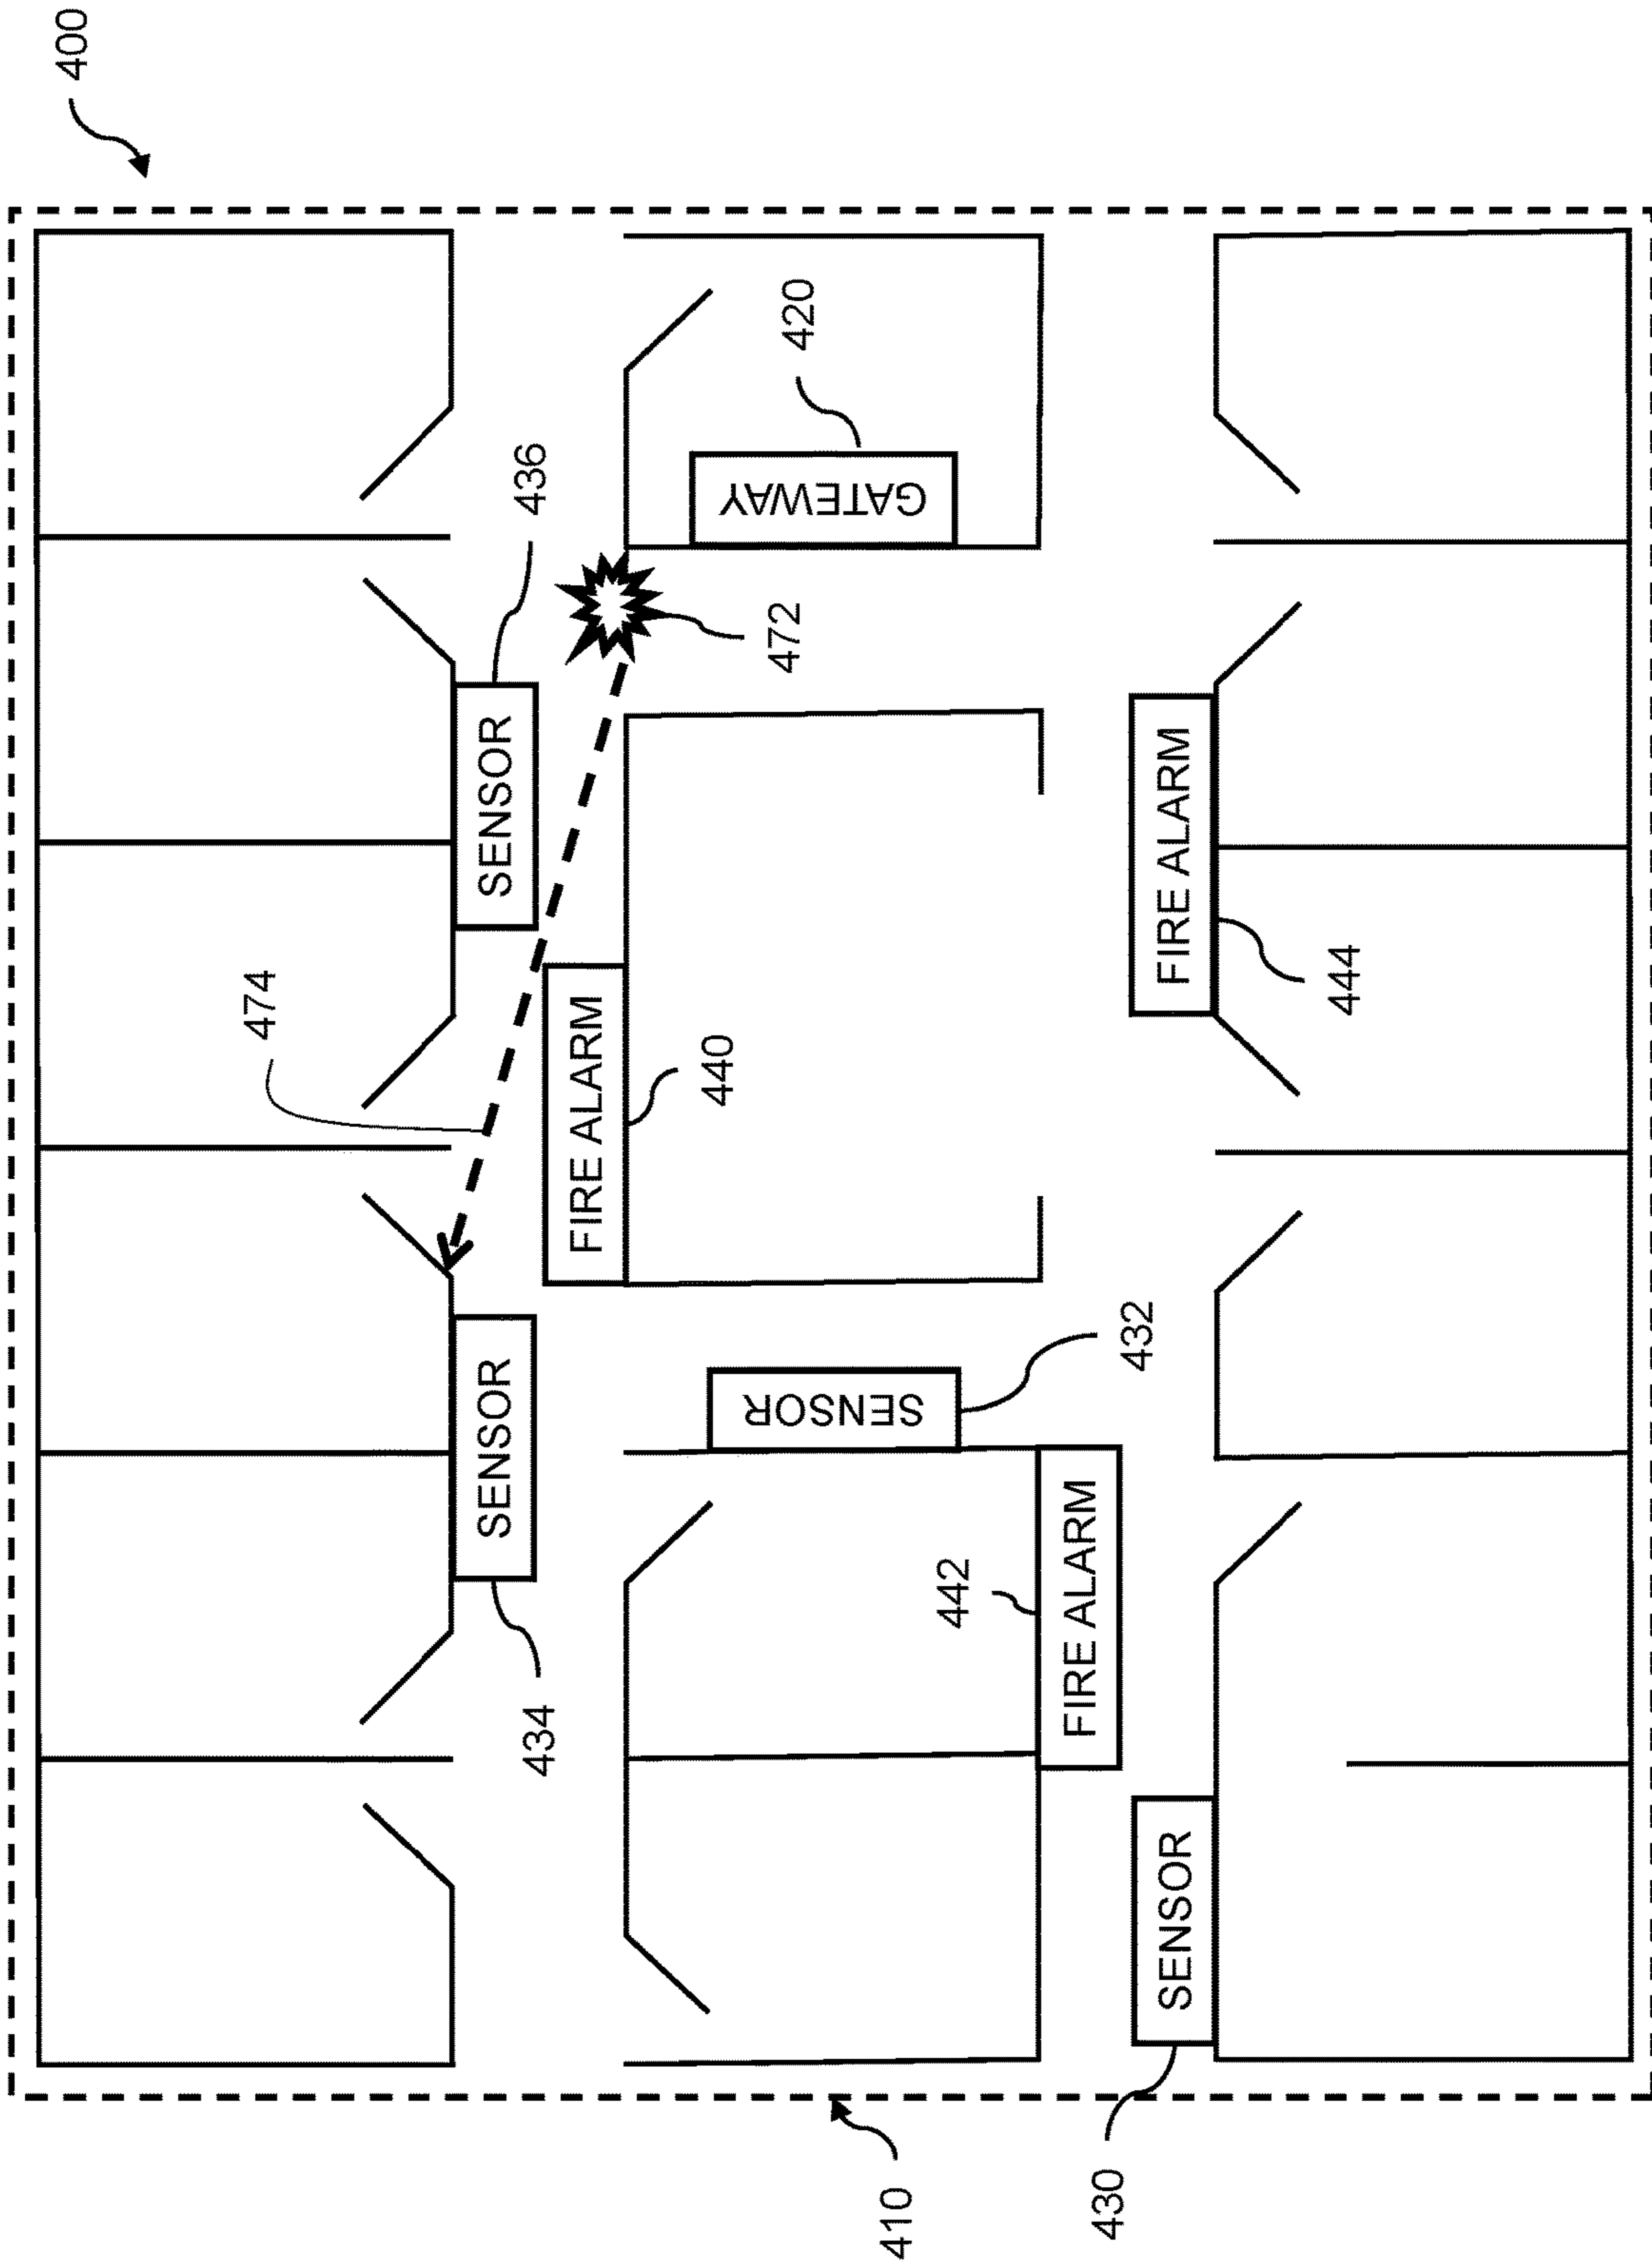 400
474
SENSOR
SENSOR
436
434
FIRE ALARM
440
472
420
SENSOR
GATEWAY
410
442
FIRE ALARM
432
430
SENSOR
FIRE ALARM
444